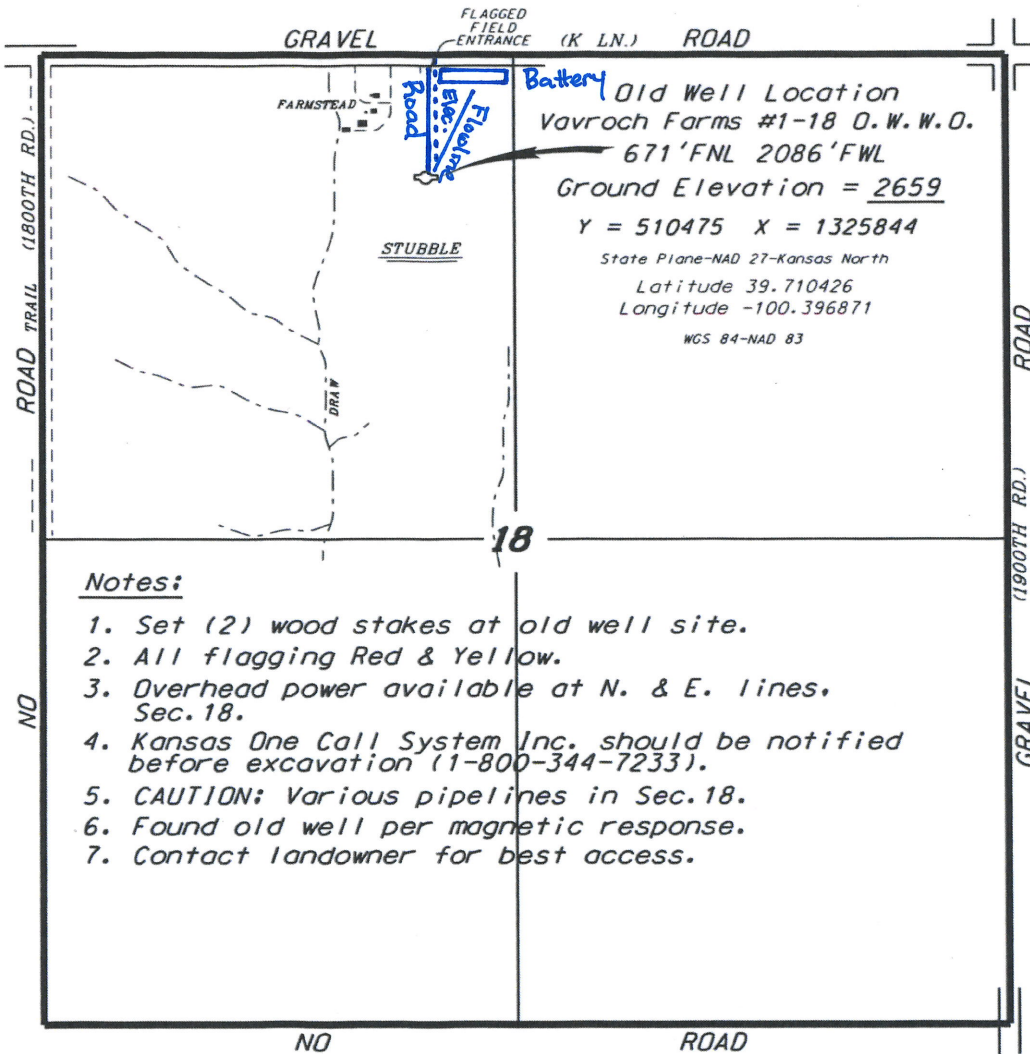 FLAGGED
FIELD
ENTRANCE
GRAVEL (K LN.) ROAD
Battery
Road
Elec.
Flowline
FARMSTEAD
Old Well Location
Vavroch Farms #1-18 O.W.W.O.
671'FNL 2086'FWL
Ground Elevation = 2659
Y = 510475 X = 1325844
State Plane-NAD 27-Kansas North
Latitude 39.710426
Longitude -100.396871
WGS 84-NAD 83
STUBBLE
DRAW
ROAD TRAIL (1800TH RD.)
NO
ROAD
(1900TH RD.)
GRAVEL
18
Notes:
1. Set (2) wood stakes at old well site.
2. All flagging Red & Yellow.
3. Overhead power available at N. & E. lines.
Sec.18.
4. Kansas One Call System Inc. should be notified
before excavation (1-800-344-7233).
5. CAUTION: Various pipelines in Sec.18.
6. Found old well per magnetic response.
7. Contact landowner for best access.
NO ROAD